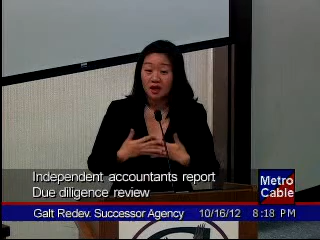 Independent accountants report
Due diligence review
Metro
Cable
Galt Redev. Successor Agency 10/16/12 8:18 PM